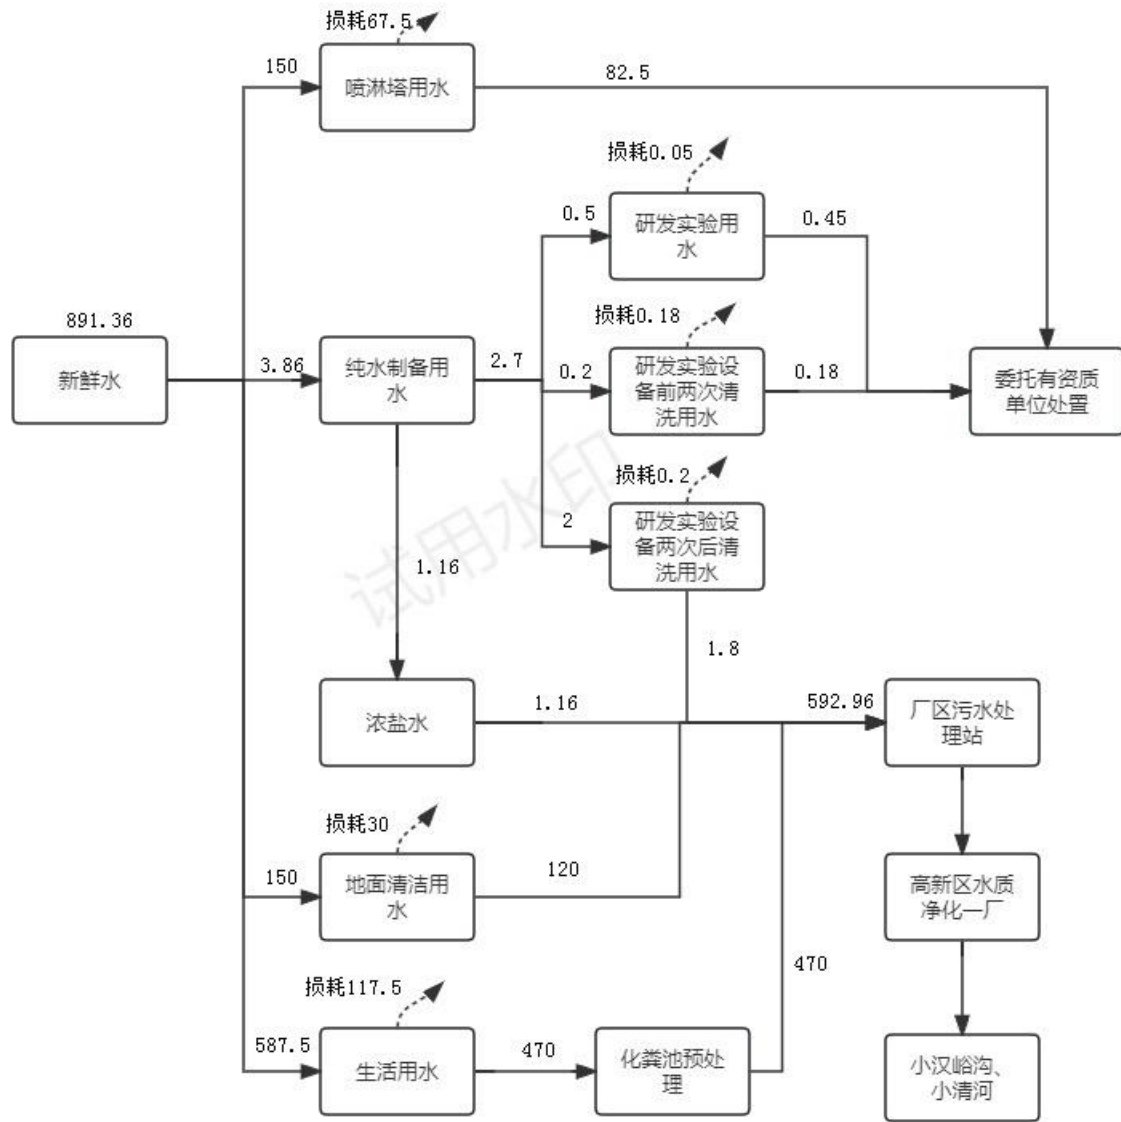 损耗67.5
150
喷淋塔用水
82.5
损耗0.05
0.5
研发实验用
水
0.45
891.36
新鲜水
3.86
纯水制备用
水
2.7
损耗0.18
0.2
研发实验设
备前两次清
洗用水
0.18
委托有资质
单位处置
损耗0.2
2
研发实验设
备两次后清
洗用水
1.16
1.8
浓盐水
1.16
592.96
厂区污水处
理站
损耗30
150
地面清洁用
水
120
高新区水质
净化一厂
470
损耗117.5
587.5
生活用水
470
化粪池预处
理
小汉峪沟、
小清河
试用水印